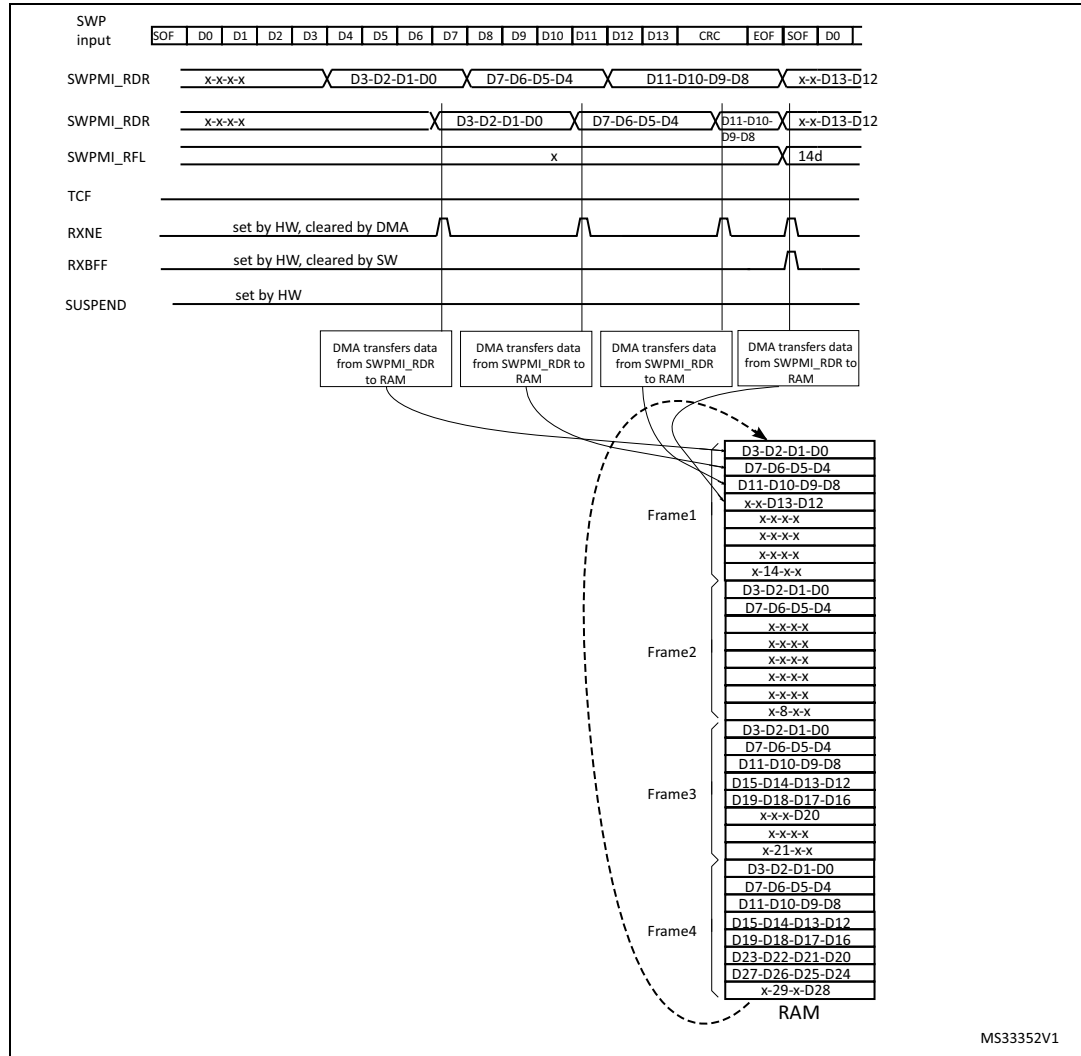 SWP input SOF D0 D1 D2 D3 D4 D5 D6 D7 D8 D9 D10 D11 D12 D13 CRC EOF SOF D0
SWPMI_RDR x-x-x-x D3-D2-D1-D0 D7-D6-D5-D4 D11-D10-D9-D8 x-x-D13-D12
SWPMI_RDR x-x-x-x D3-D2-D1-D0 D7-D6-D5-D4 D11-D10-D9-D8 x-x-D13-D12
SWPMI_RFL x 14d
TCF
RXNE set by HW, cleared by DMA
RXBFF set by HW, cleared by SW
SUSPEND set by HW
DMA transfers data from SWPMI_RDR to RAM
DMA transfers data from SWPMI_RDR to RAM
DMA transfers data from SWPMI_RDR to RAM
DMA transfers data from SWPMI_RDR to RAM
Frame1
D3-D2-D1-D0
D7-D6-D5-D4
D11-D10-D9-D8
x-x-D13-D12
x-x-x-x
x-x-x-x
x-x-x-x
x-14-x-x
Frame2
D3-D2-D1-D0
D7-D6-D5-D4
x-x-x-x
x-x-x-x
x-x-x-x
x-x-x-x
x-x-x-x
x-8-x-x
Frame3
D3-D2-D1-D0
D7-D6-D5-D4
D11-D10-D9-D8
D15-D14-D13-D12
D19-D18-D17-D16
x-x-x-D20
x-x-x-x
x-21-x-x
Frame4
D3-D2-D1-D0
D7-D6-D5-D4
D11-D10-D9-D8
D15-D14-D13-D12
D19-D18-D17-D16
D23-D22-D21-D20
D27-D26-D25-D24
x-29-x-D28
RAM
MS33352V1